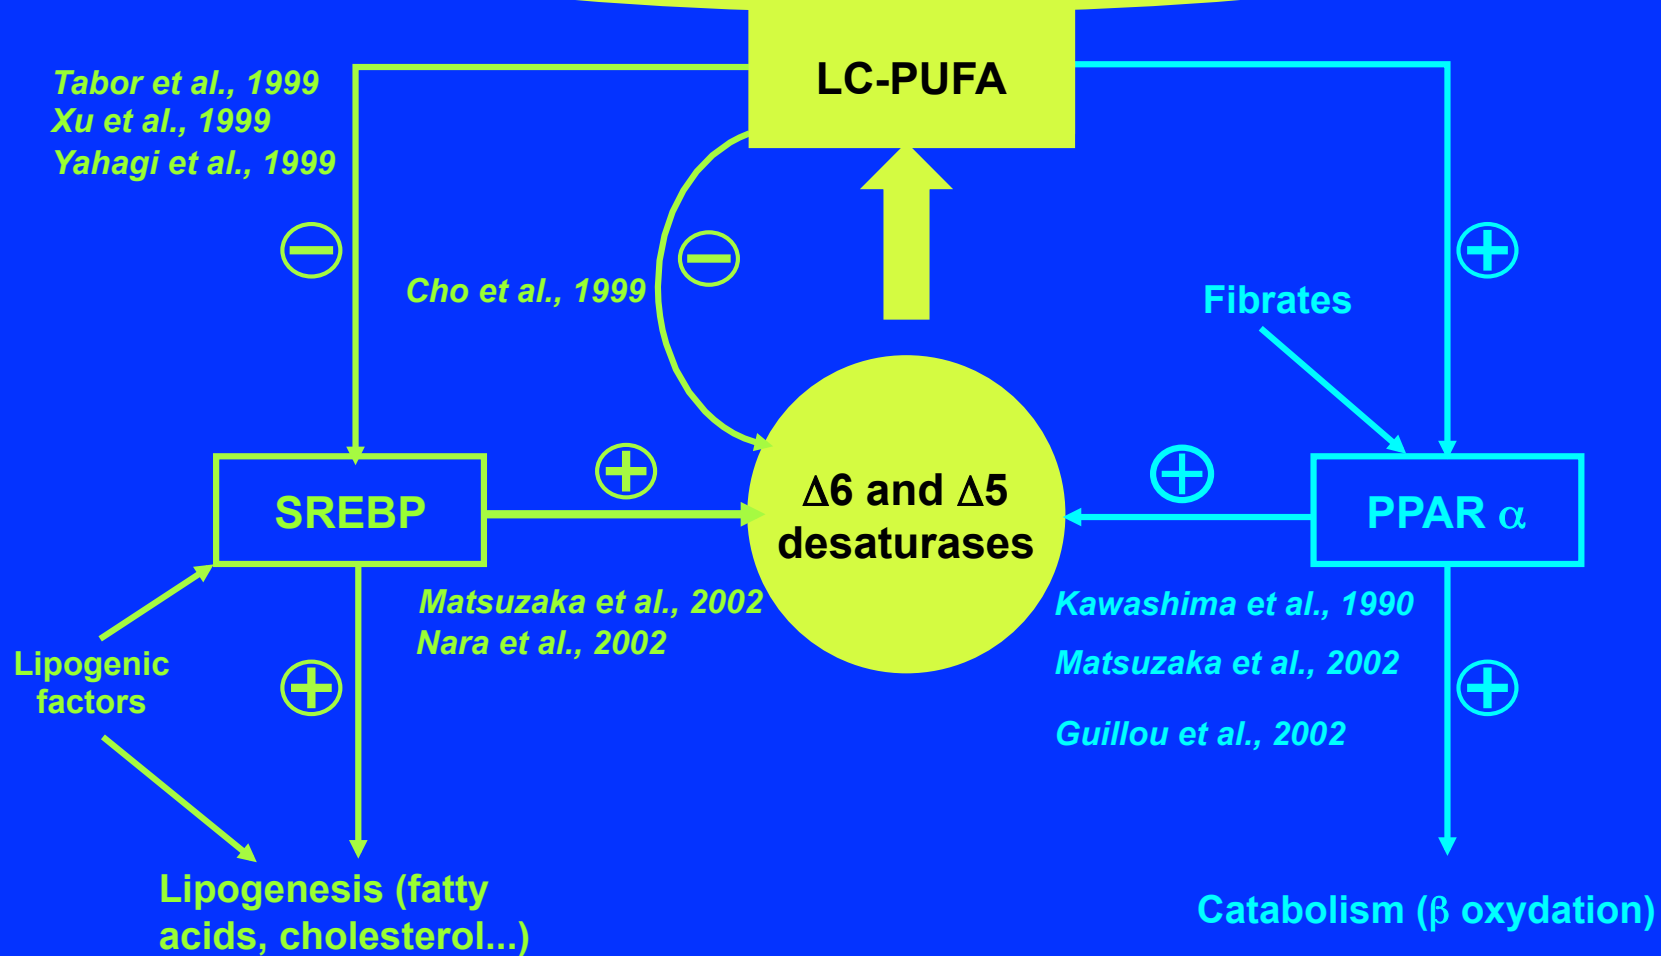 LC-PUFA
Tabor et al., 1999
Xu et al., 1999
Yahagi et al., 1999
Cho et al., 1999
Fibrates
SREBP
Δ6 and Δ5
desaturases
PPAR α
Matsuzaka et al., 2002
Nara et al., 2002
Kawashima et al., 1990
Matsuzaka et al., 2002
Guillou et al., 2002
Lipogenic
factors
Lipogenesis (fatty
acids, cholesterol...)
Catabolism (β oxydation)